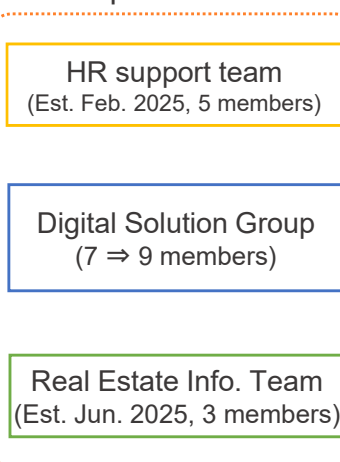 HR support team
(Est. Feb. 2025, 5 members)
Digital Solution Group
(7 ⇒ 9 members)
Real Estate Info. Team
(Est. Jun. 2025, 3 members)